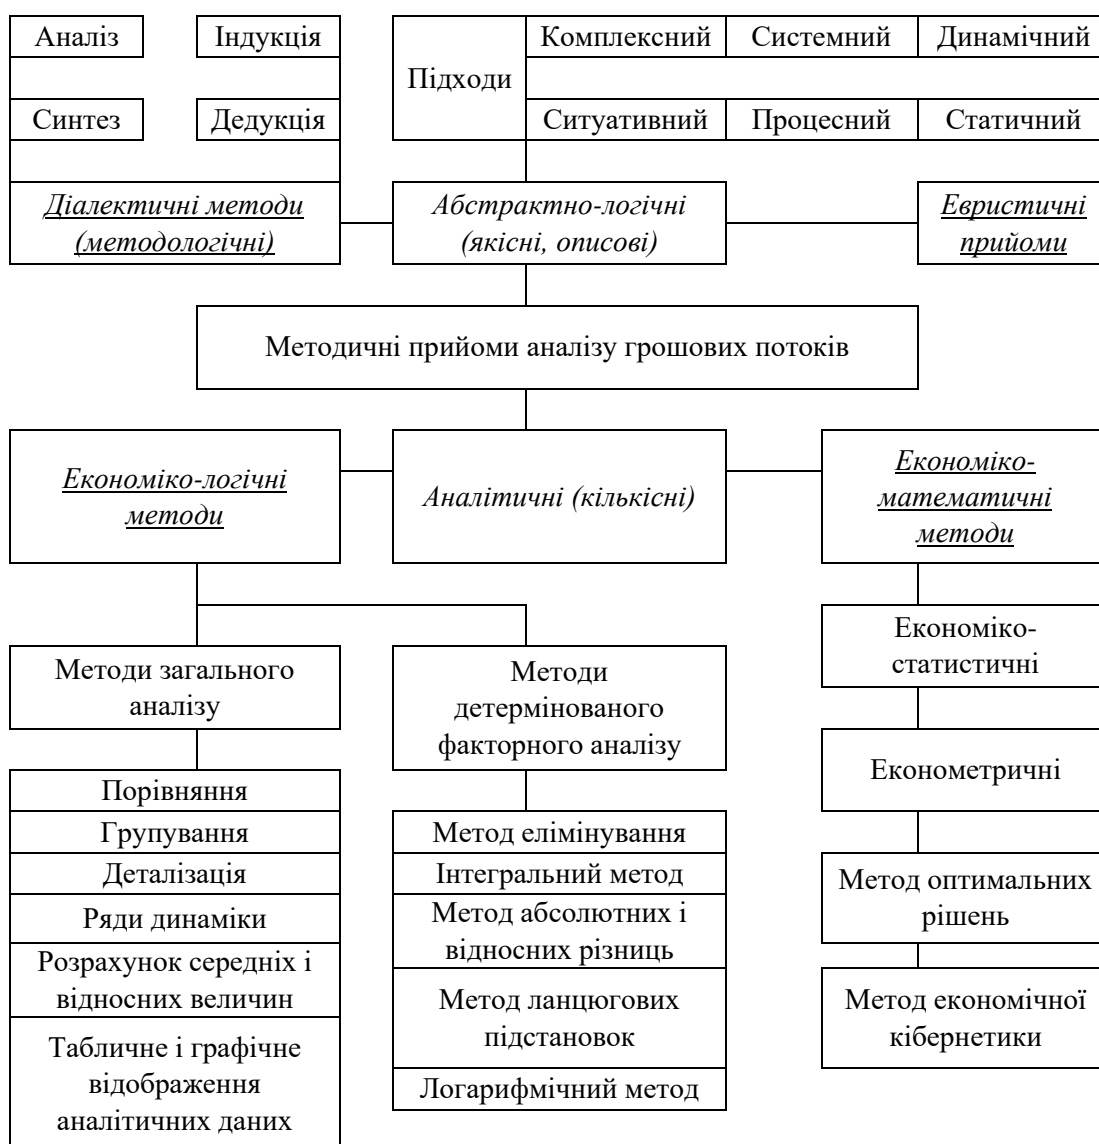 Аналіз
Індукція
Комплексний
Системний
Динамічний
Підходи
Синтез
Дедукція
Ситуативний
Процесний
Статичний
Діалектичні методи
(методологічні)
Абстрактно-логічні
(якісні, описові)
Евристичні
прийоми
Методичні прийоми аналізу грошових потоків
Економіко-логічні
методи
Аналітичні (кількісні)
Економіко-
математичні
методи
Методи загального
аналізу
Методи
детермінованого
факторного аналізу
Економіко-
статистичні
Економетричні
Метод оптимальних
рішень
Метод економічної
кібернетики
Порівняння
Групування
Деталізація
Ряди динаміки
Розрахунок середніх і
відносних величин
Табличне і графічне
відображення
аналітичних даних
Метод елімінування
Інтегральний метод
Метод абсолютних і
відносних різниць
Метод ланцюгових
підстановок
Логарифмічний метод